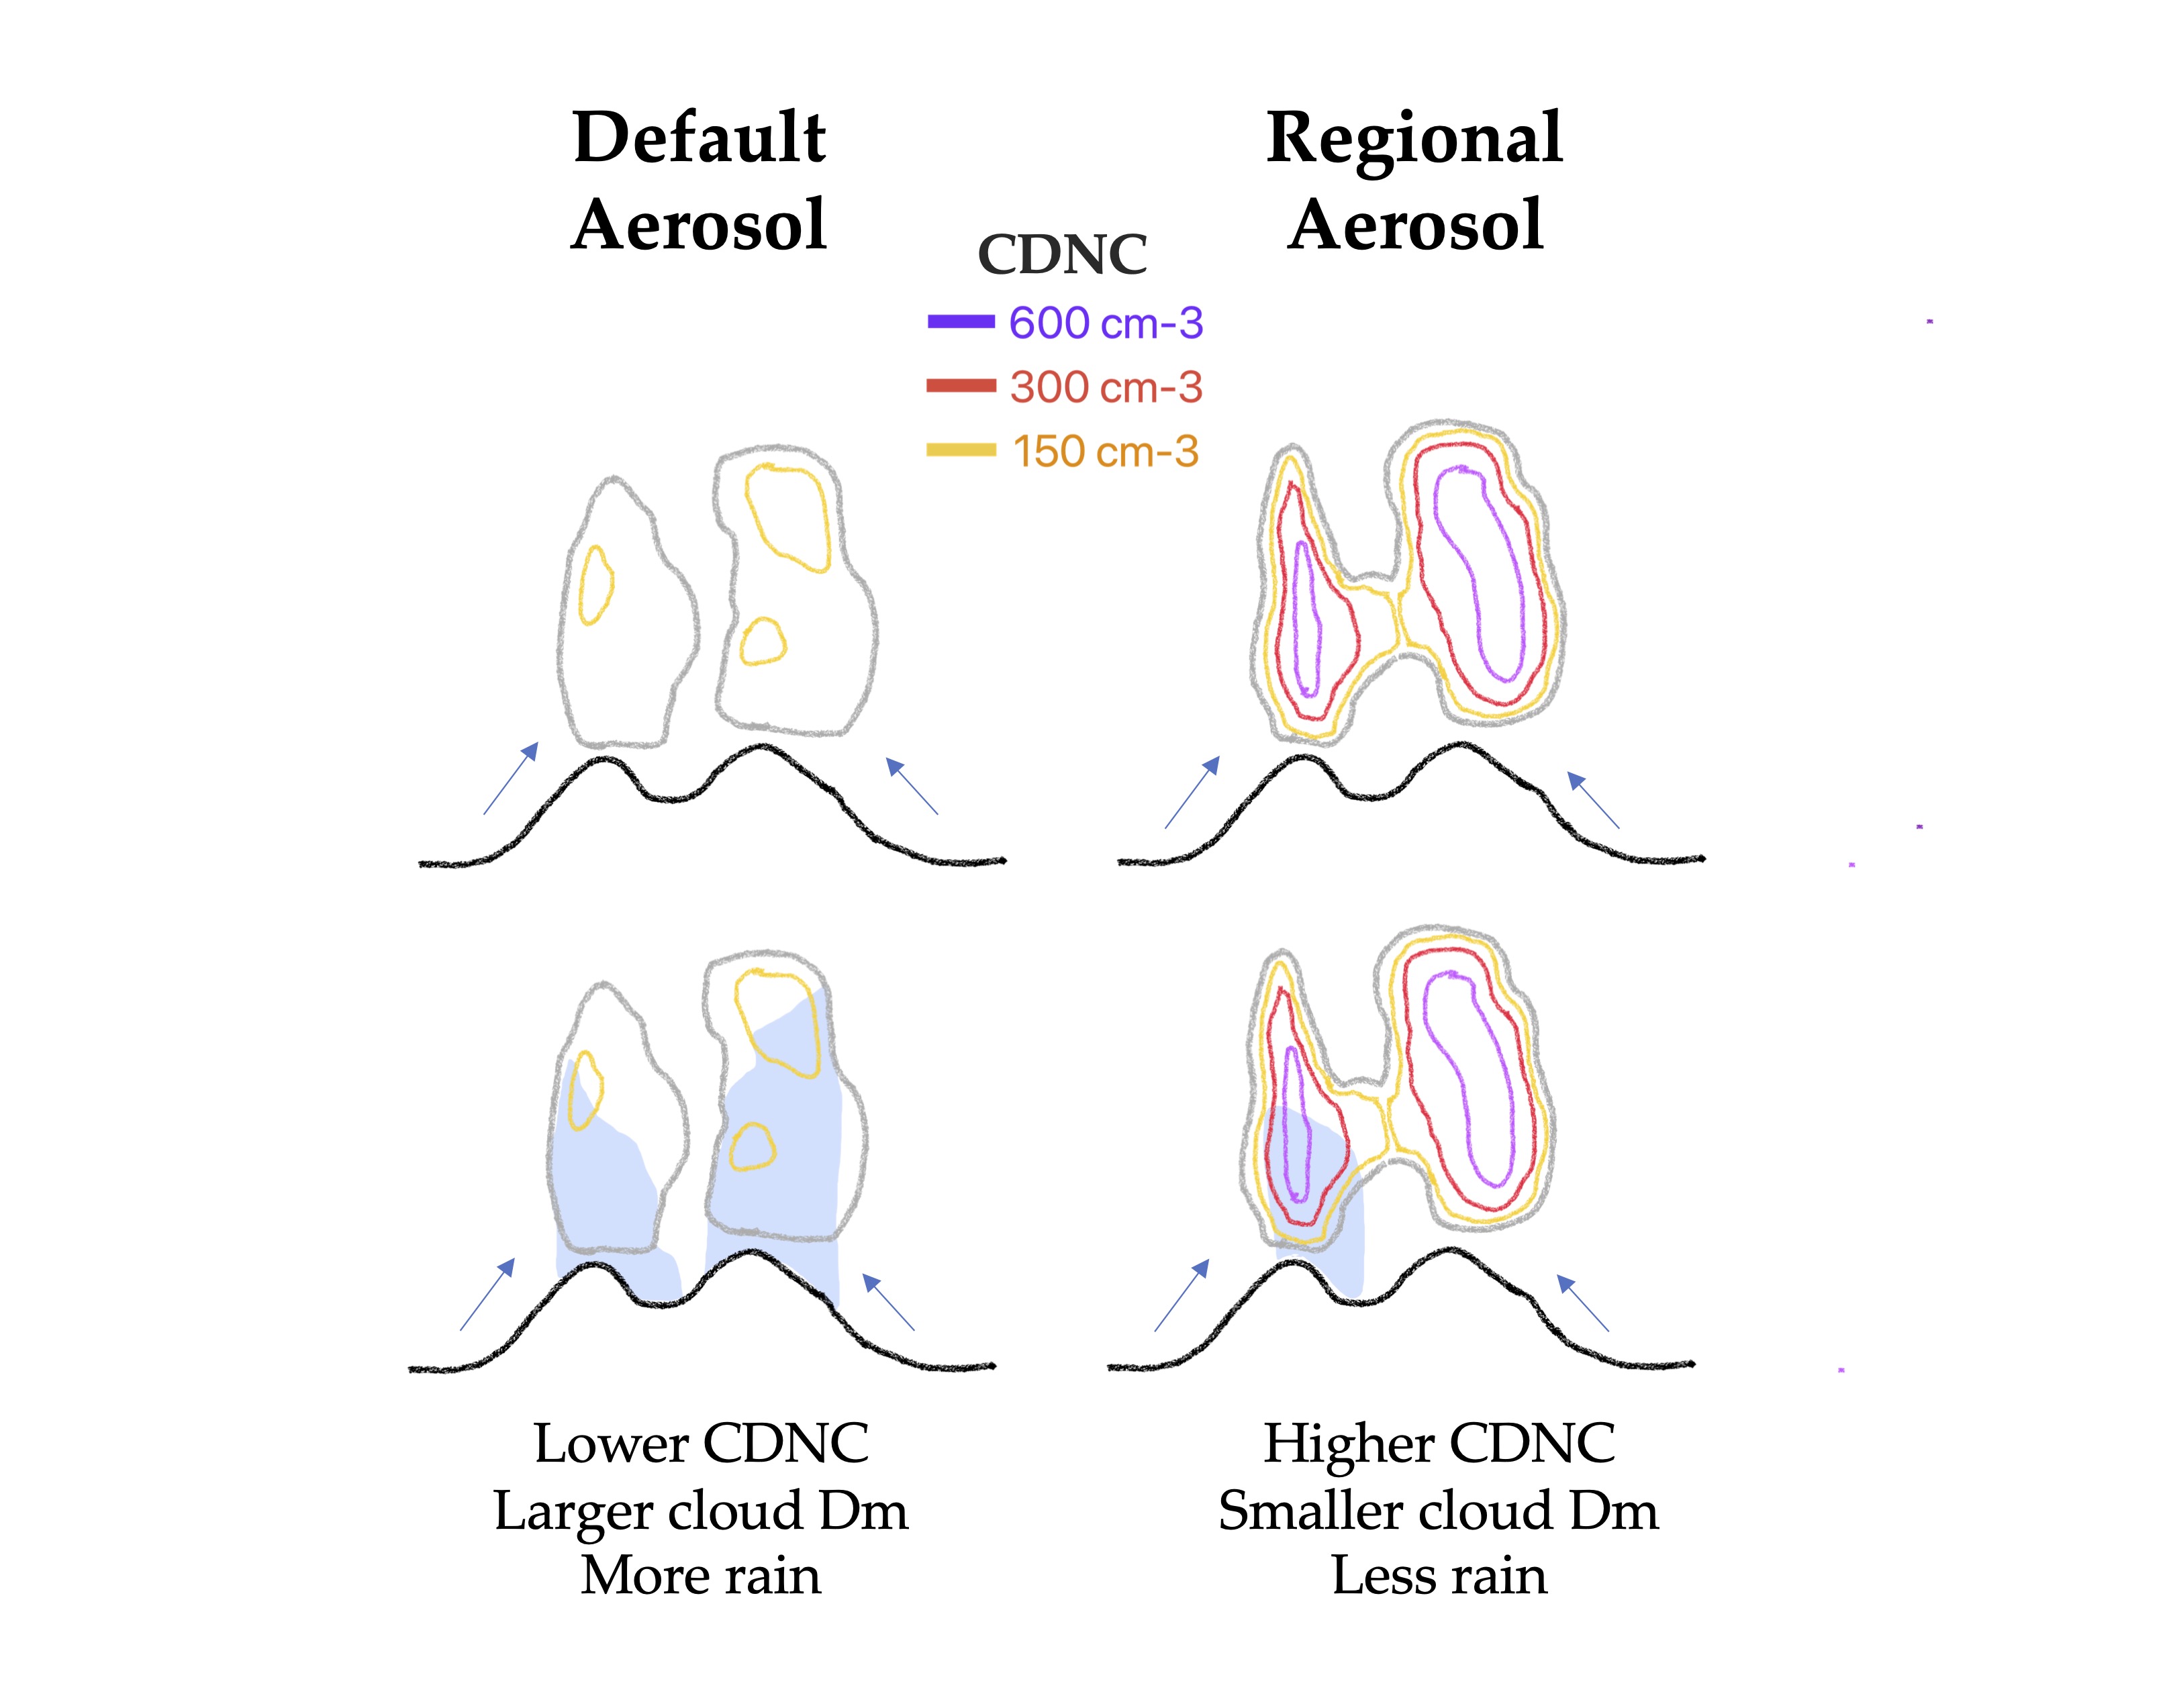 Default
Aerosol
Regional
Aerosol
CDNC
600 cm-3
300 cm-3
150 cm-3
Lower CDNC
Larger cloud Dm
More rain
Higher CDNC
Smaller cloud Dm
Less rain